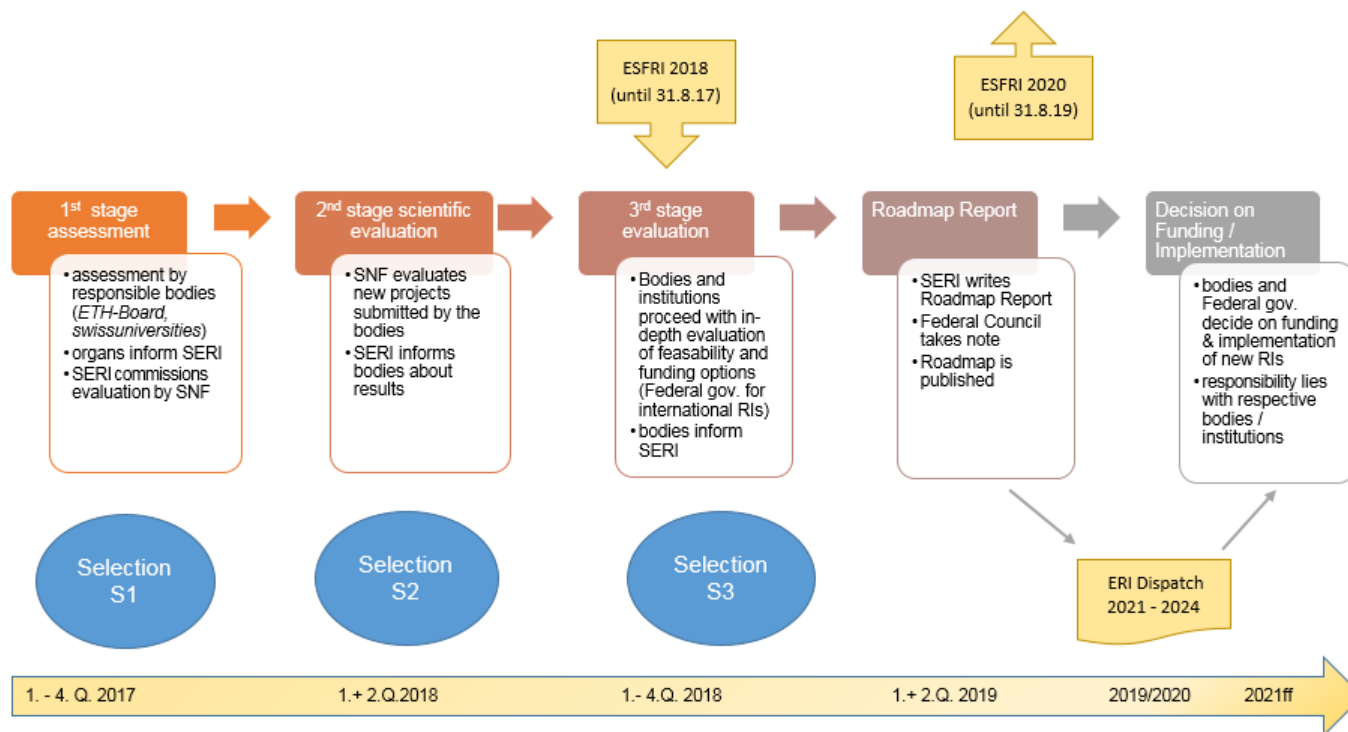 ESFRI 2018
(until 31.8.17)
ESFRI 2020
(until 31.8.19)
1st stage
assessment
• assessment by
responsible bodies
(ETH-Board,
swissuniversities)
• organs inform SERI
• SERI commissions
evaluation by SNF
2nd stage scientific
evaluation
• SNF evaluates
new projects
submitted by the
bodies
• SERI informs
bodies about
results
3rd stage
evaluation
• Bodies and
institutions
proceed with in-
depth evaluation
of feasability and
funding options
(Federal gov. for
international RIs)
• bodies inform
SERI
Roadmap Report
• SERI writes
Roadmap Report
• Federal Council
takes note
• Roadmap is
published
Decision on
Funding /
Implementation
• bodies and
Federal gov.
decide on funding
& implementation
of new RIs
• responsibility lies
with respective
bodies /
institutions
Selection
S1
Selection
S2
Selection
S3
ERI Dispatch
2021 - 2024
1. - 4. Q. 2017
1.+ 2.Q.2018
1.- 4.Q. 2018
1.+ 2.Q. 2019
2019/2020
2021ff